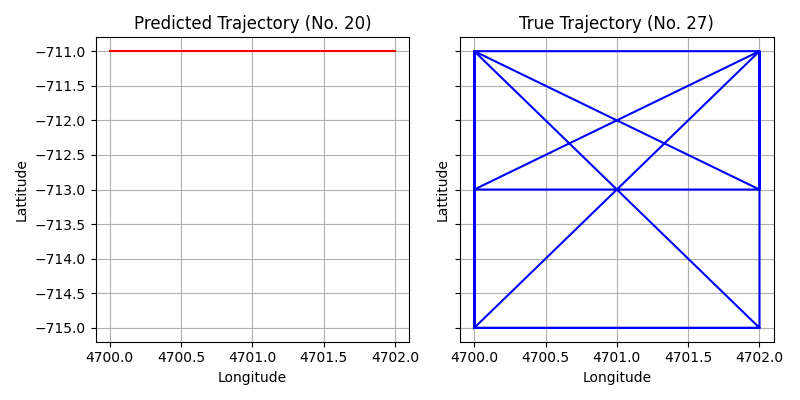 Predicted Trajectory (No. 20)
−711.0
−711.5
−712.0
−712.5
−713.0
−713.5
−714.0
−714.5
−715.0
Lattitude
4700.0 4700.5 4701.0 4701.5 4702.0
Longitude
True Trajectory (No. 27)
Lattitude
4700.0 4700.5 4701.0 4701.5 4702.0
Longitude